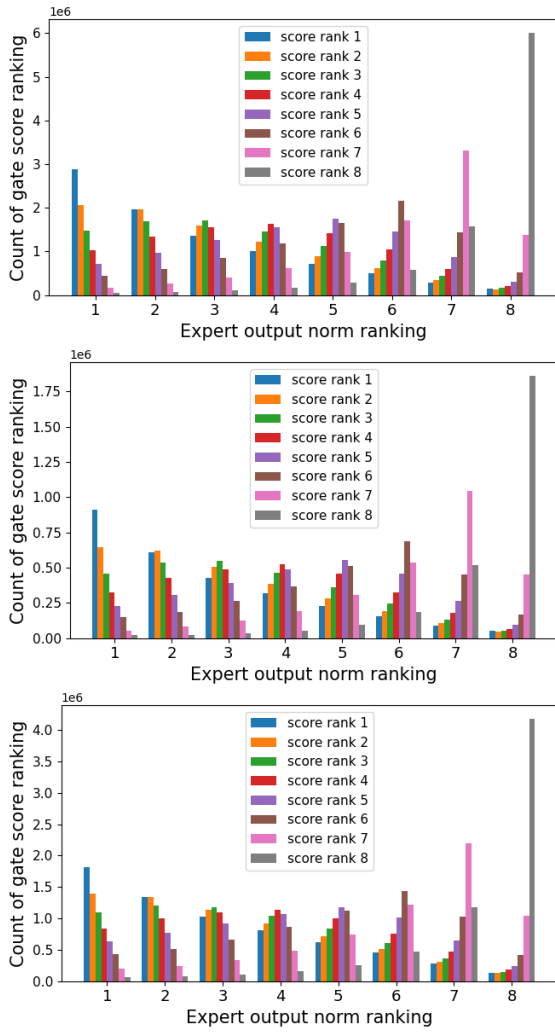 1e6
6
5
4
3
2
1
0
Count of gate score ranking
score rank 1
score rank 2
score rank 3
score rank 4
score rank 5
score rank 6
score rank 7
score rank 8
1 2 3 4 5 6 7 8
Expert output norm ranking
1e6
1.75
1.50
1.25
1.00
0.75
0.50
0.25
0.00
Count of gate score ranking
score rank 1
score rank 2
score rank 3
score rank 4
score rank 5
score rank 6
score rank 7
score rank 8
1 2 3 4 5 6 7 8
Expert output norm ranking
1e6
4.0
3.5
3.0
2.5
2.0
1.5
1.0
0.5
0.0
Count of gate score ranking
score rank 1
score rank 2
score rank 3
score rank 4
score rank 5
score rank 6
score rank 7
score rank 8
1 2 3 4 5 6 7 8
Expert output norm ranking